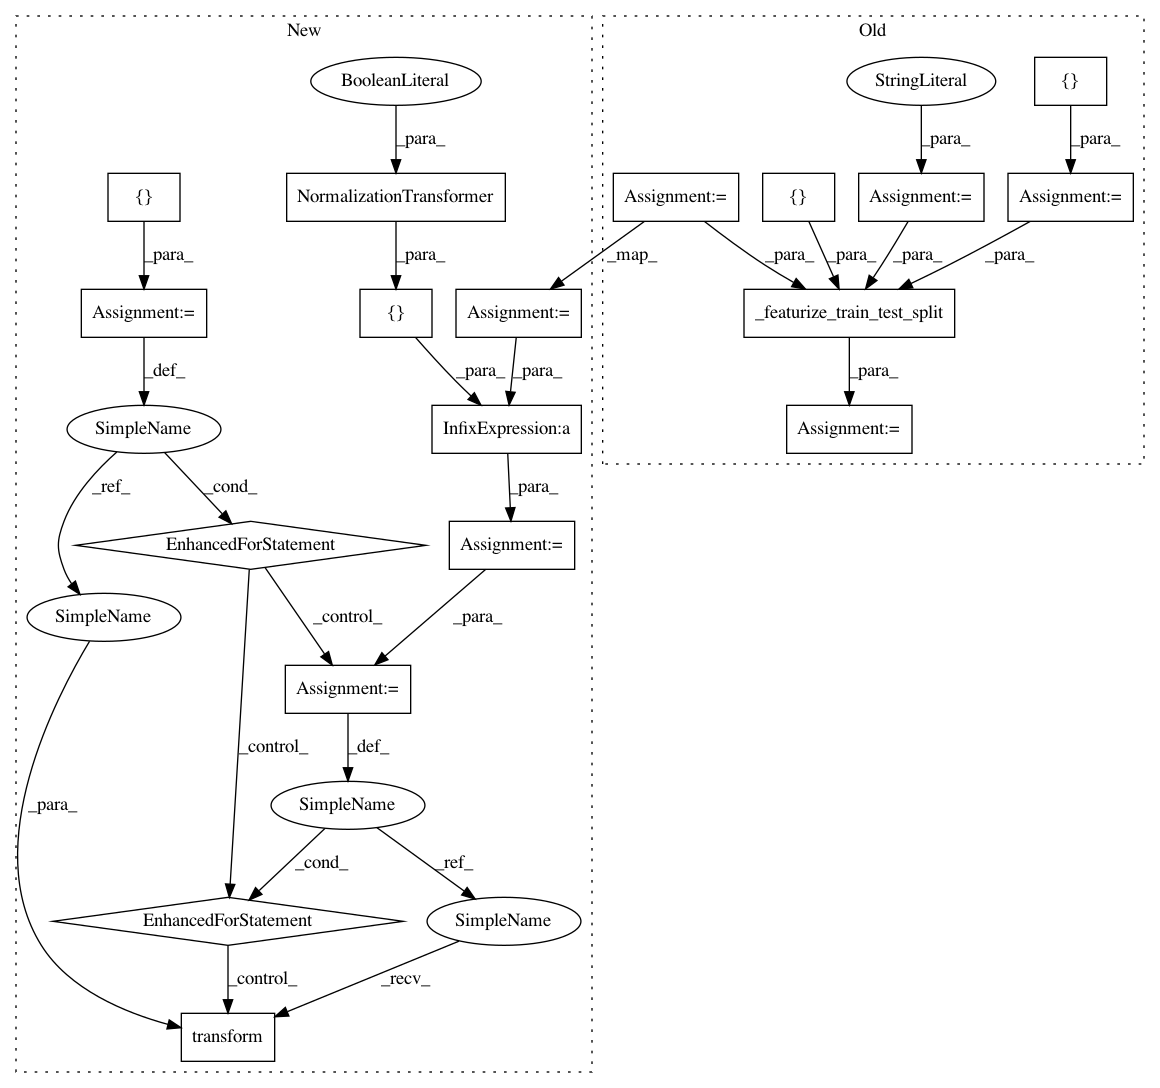 New
Old
BooleanLiteral
StringLiteral
{}
_para_
_para_
_para_
{}
NormalizationTransformer
Assignment:=
{}
Assignment:=
Assignment:=
_para_
_para_
_map_
_para_
_para_
_para_
_para_
Assignment:=
{}
Assignment:=
_featurize_train_test_split
_def_
_para_
_para_
_para_
SimpleName
InfixExpression:a
Assignment:=
_ref_
_cond_
_para_
EnhancedForStatement
Assignment:=
SimpleName
_control_
_para_
Assignment:=
_control_
_def_
_para_
SimpleName
_cond_
_ref_
EnhancedForStatement
SimpleName
_control_
_recv_
transform